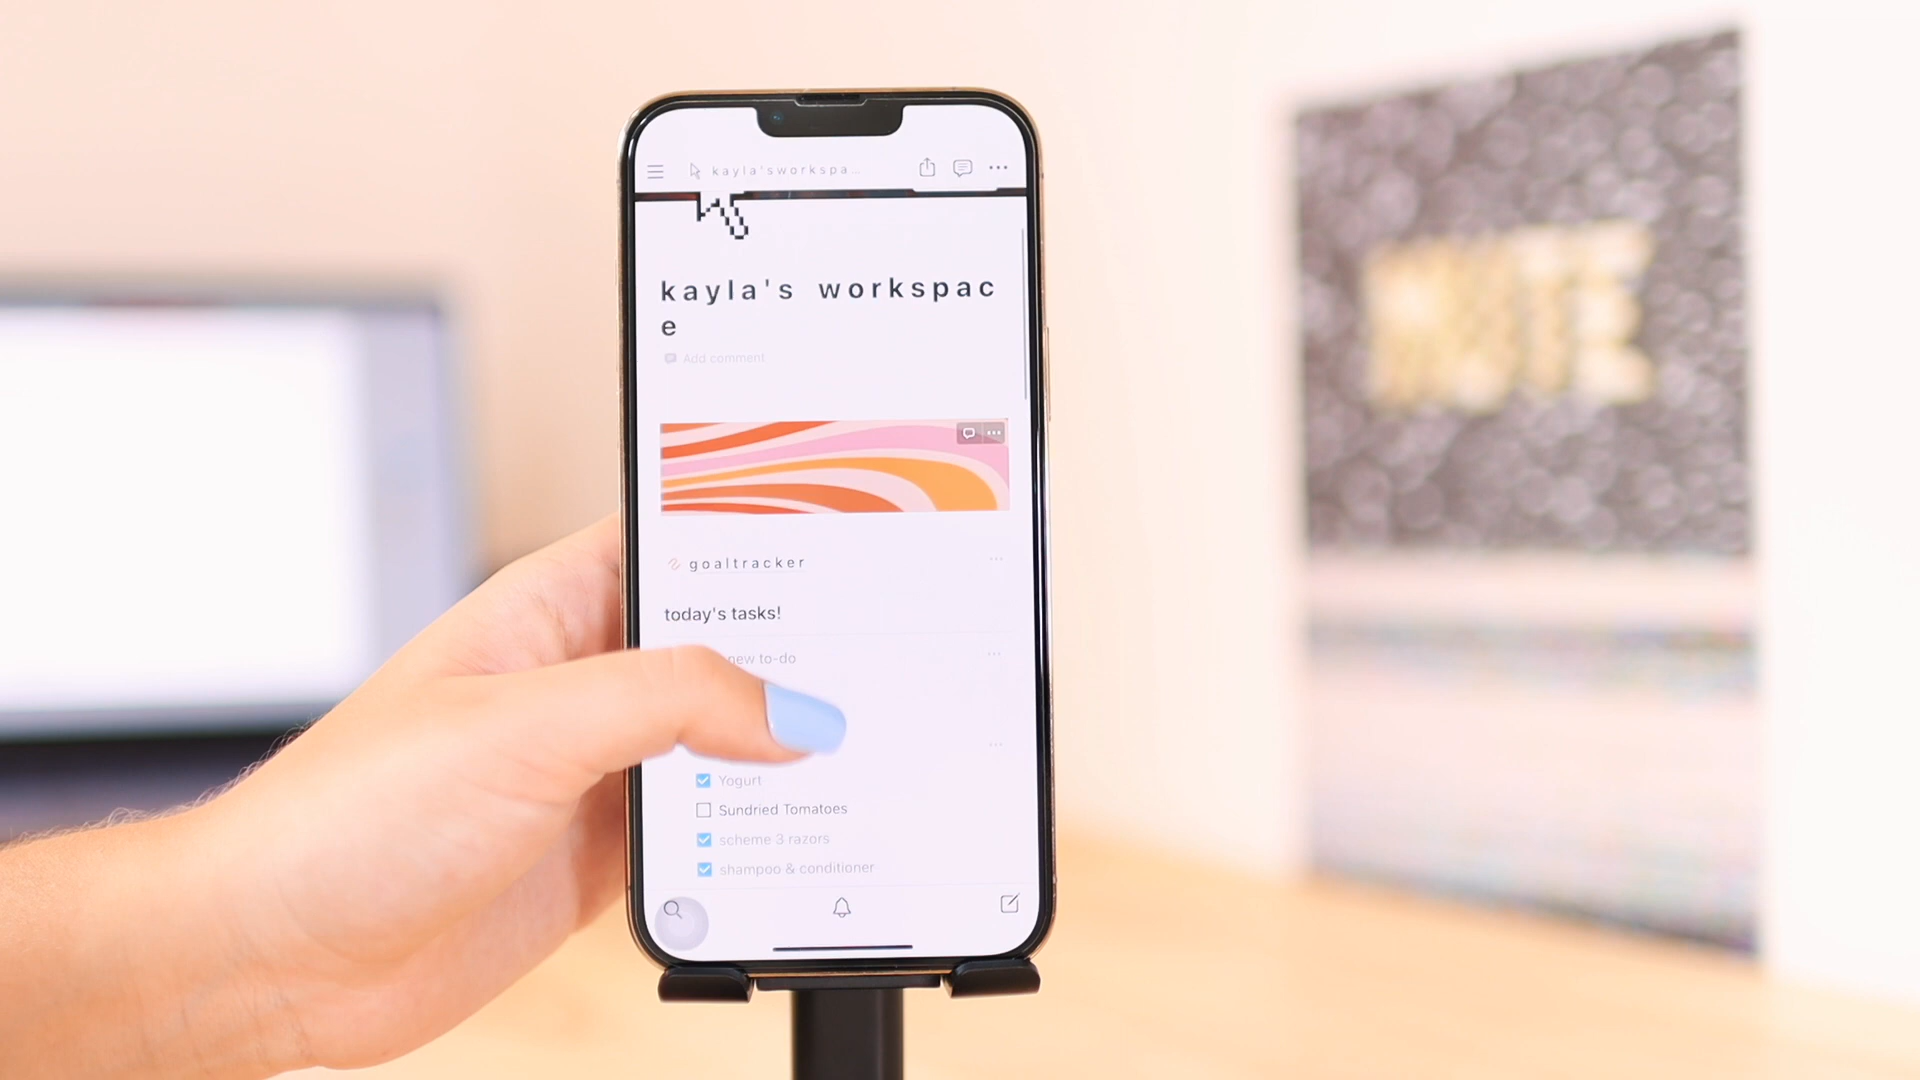 kayla'sworkspa...
kayla's workspac
e
Add comment
goaltracker
today's tasks!
new to-do
Yogurt
Sundried Tomatoes
scheme 3 razors
shampoo & conditioner